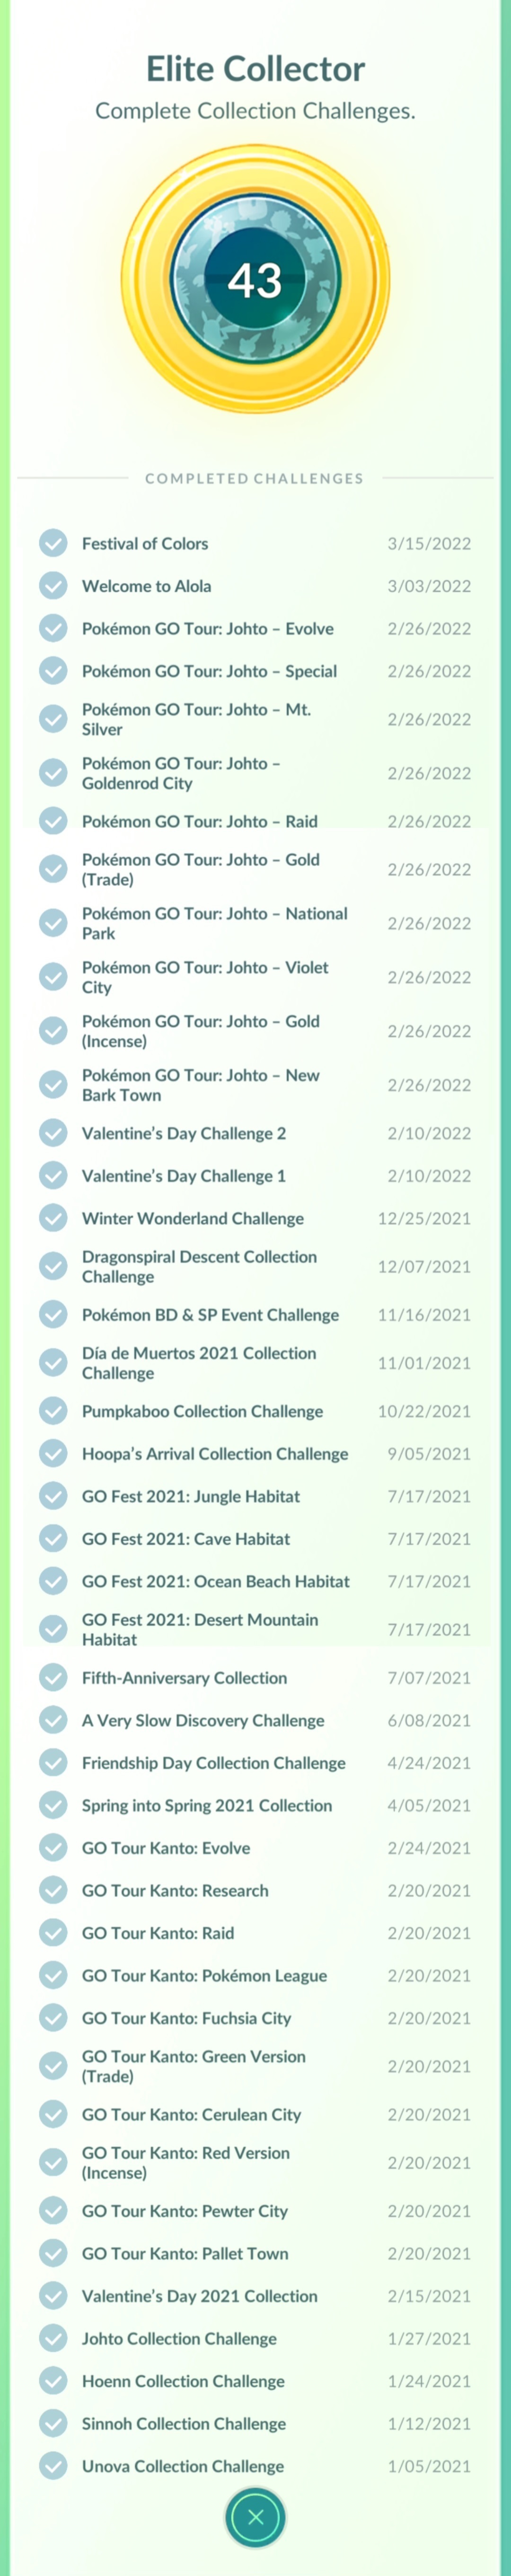 Elite Collector
Complete Collection Challenges.
43
COMPLETED CHALLENGES
Festival of Colors 3/15/2022
Welcome to Alola 3/03/2022
Pokémon GO Tour: Johto – Evolve 2/26/2022
Pokémon GO Tour: Johto – Special 2/26/2022
Pokémon GO Tour: Johto – Mt.
Silver 2/26/2022
Pokémon GO Tour: Johto –
Goldenrod City 2/26/2022
Pokémon GO Tour: Johto – Raid 2/26/2022
Pokémon GO Tour: Johto – Gold
(Trade) 2/26/2022
Pokémon GO Tour: Johto – National
Park 2/26/2022
Pokémon GO Tour: Johto – Violet
City 2/26/2022
Pokémon GO Tour: Johto – Gold
(Incense) 2/26/2022
Pokémon GO Tour: Johto – New
Bark Town 2/26/2022
Valentine’s Day Challenge 2 2/10/2022
Valentine’s Day Challenge 1 2/10/2022
Winter Wonderland Challenge 12/25/2021
Dragonspiral Descent Collection
Challenge 12/07/2021
Pokémon BD & SP Event Challenge 11/16/2021
Día de Muertos 2021 Collection
Challenge 11/01/2021
Pumpkaboo Collection Challenge 10/22/2021
Hoopa’s Arrival Collection Challenge 9/05/2021
GO Fest 2021: Jungle Habitat 7/17/2021
GO Fest 2021: Cave Habitat 7/17/2021
GO Fest 2021: Ocean Beach Habitat 7/17/2021
GO Fest 2021: Desert Mountain
Habitat 7/17/2021
Fifth-Anniversary Collection 7/07/2021
A Very Slow Discovery Challenge 6/08/2021
Friendship Day Collection Challenge 4/24/2021
Spring into Spring 2021 Collection 4/05/2021
GO Tour Kanto: Evolve 2/24/2021
GO Tour Kanto: Research 2/20/2021
GO Tour Kanto: Raid 2/20/2021
GO Tour Kanto: Pokémon League 2/20/2021
GO Tour Kanto: Fuchsia City 2/20/2021
GO Tour Kanto: Green Version
(Trade) 2/20/2021
GO Tour Kanto: Cerulean City 2/20/2021
GO Tour Kanto: Red Version
(Incense) 2/20/2021
GO Tour Kanto: Pewter City 2/20/2021
GO Tour Kanto: Pallet Town 2/20/2021
Valentine’s Day 2021 Collection 2/15/2021
Johto Collection Challenge 1/27/2021
Hoenn Collection Challenge 1/24/2021
Sinnoh Collection Challenge 1/12/2021
Unova Collection Challenge 1/05/2021